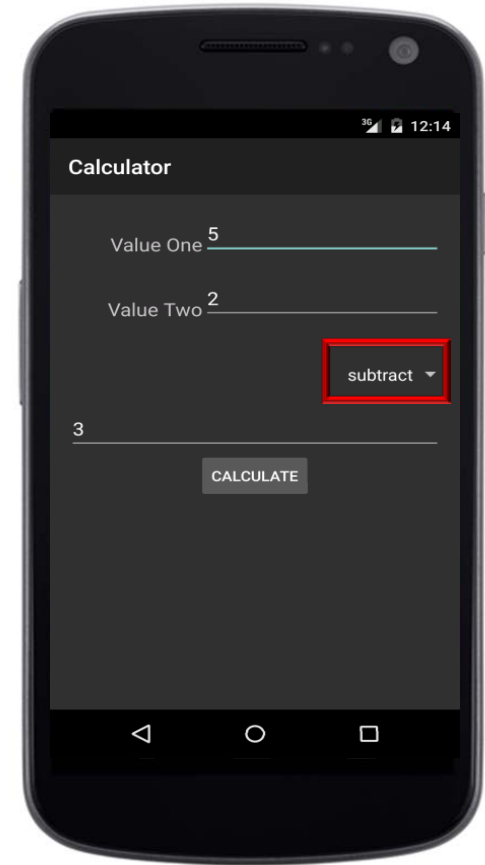 3G 12:14
Calculator
Value One 5
Value Two 2
subtract
3
CALCULATE